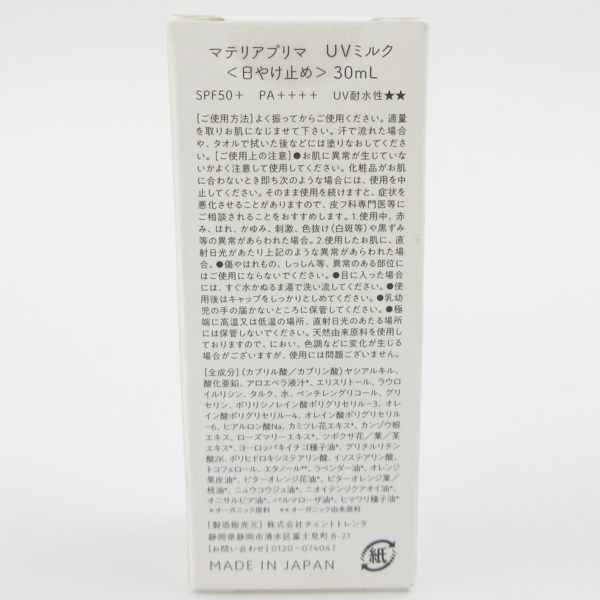 マテリアプリマ UVミルク
＜日やけ止め＞ 30mL
SPF50+ PA++++ UV耐水性★★
[ご使用方法]よく振ってからご使用ください。適量
を取りお肌になじませて下さい。汗で流れた場合
や、タオルで拭いた後などには塗りなおしてくださ
い。[ご使用上の注意]●お肌に異常が生じていな
いかよく注意して使用してください。化粧品がお肌
に合わないとき即ち次のような場合には、使用を中
止してください。そのまま使用を続けますと、症状を
悪化させることがありますので、皮フ科専門医等に
ご相談されることをおすすめします。1.使用中、赤
み、はれ、かゆみ、刺激、色抜け(白斑等)や黒ずみ
等の異常があらわれた場合。2.使用したお肌に、直
射日光があたり上記のような異常があらわれた場
合。●傷やはれもの、しっしん等、異常のある部位に
はご使用にならないでください。●目に入った場合
には、すぐ水かぬるま湯で洗い流してください。●使
用後はキャップをしっかりとしめてください。●乳幼
児の手の届かないところに保管してください。●極
端に高温又は低温の場所、直射日光のあたる場所
には保管しないでください。天然由来原料を使用し
ておりますので、におい、色調などに変化が生じる
場合がございますが、使用には問題ございません。
[全成分](カプリル酸/カプリン酸)ヤシアルキル、
酸化亜鉛、アロエベラ液汁*、エリスリトール、ラウロ
イルリシン、タルク、水、ペンチレングリコール、グリ
セリン、ポリリシノレイン酸ポリグリセリル-3、オレ
イン酸ポリグリセリル-4、オレイン酸ポリグリセリル
-6、ヒアルロン酸Na、カミツレ花エキス*、カンゾウ根
エキス、ローズマリーエキス*、ツボクサ花/葉/茎
エキス*、ヨーロッパキイチゴ種子油*、グリチルリチン
酸2K、ポリヒドロキシステアリン酸、イソステアリン酸、
トコフェロール、エタノール**、ラベンダー油*、オレンジ
果皮油*、ビターオレンジ花油*、ビターオレンジ葉/
枝油*、ニュウコウジュ油*、ニオイテンジクアオイ油*、
オニサルビア油*、パルマローザ油*、ヒマワリ種子油*
*オーガニック原料 **オーガニック由来原料
[製造販売元]株式会社チェントトレンタ
静岡県静岡市清水区富士見町8-21
[お問い合わせ]0120-074047
MADE IN JAPAN
紙